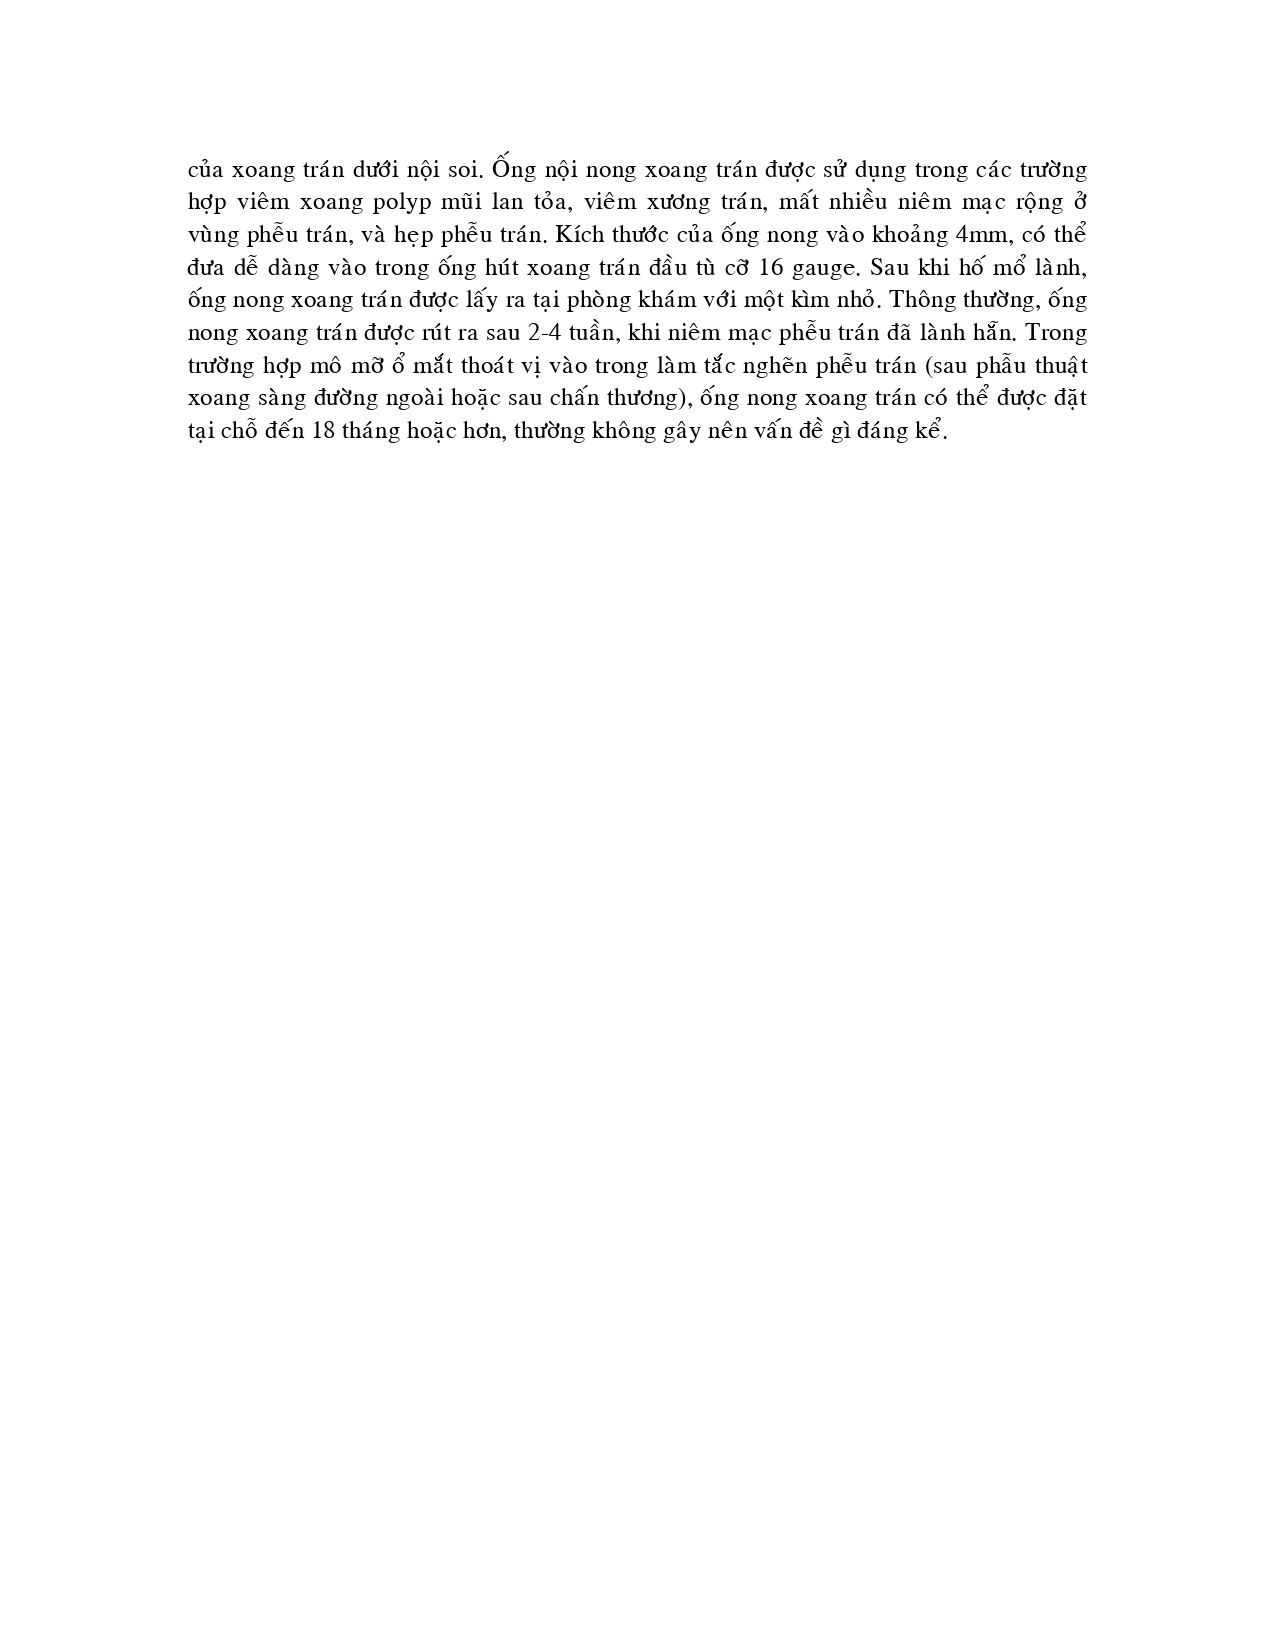 của xoang trán dưới nội soi. Ống nội nong xoang trán được sử dụng trong các trường
hợp viêm xoang polyp mũi lan tỏa, viêm xương trán, mất nhiều niêm mạc rộng ở
vùng phễu trán, và hẹp phễu trán. Kích thước của ống nong vào khoảng 4mm, có thể
đưa dễ dàng vào trong ống hút xoang trán đầu tù cỡ 16 gauge. Sau khi hố mổ lành,
ống nong xoang trán được lấy ra tại phòng khám với một kìm nhỏ. Thông thường, ống
nong xoang trán được rút ra sau 2-4 tuần, khi niêm mạc phễu trán đã lành hẵn. Trong
trường hợp mô mỡ ổ mắt thoát vị vào trong làm tắc nghẽn phễu trán (sau phẫu thuật
xoang sàng đường ngoài hoặc sau chấn thương), ống nong xoang trán có thể được đặt
tại chỗ đến 18 tháng hoặc hơn, thường không gây nên vấn đề gì đáng kể.